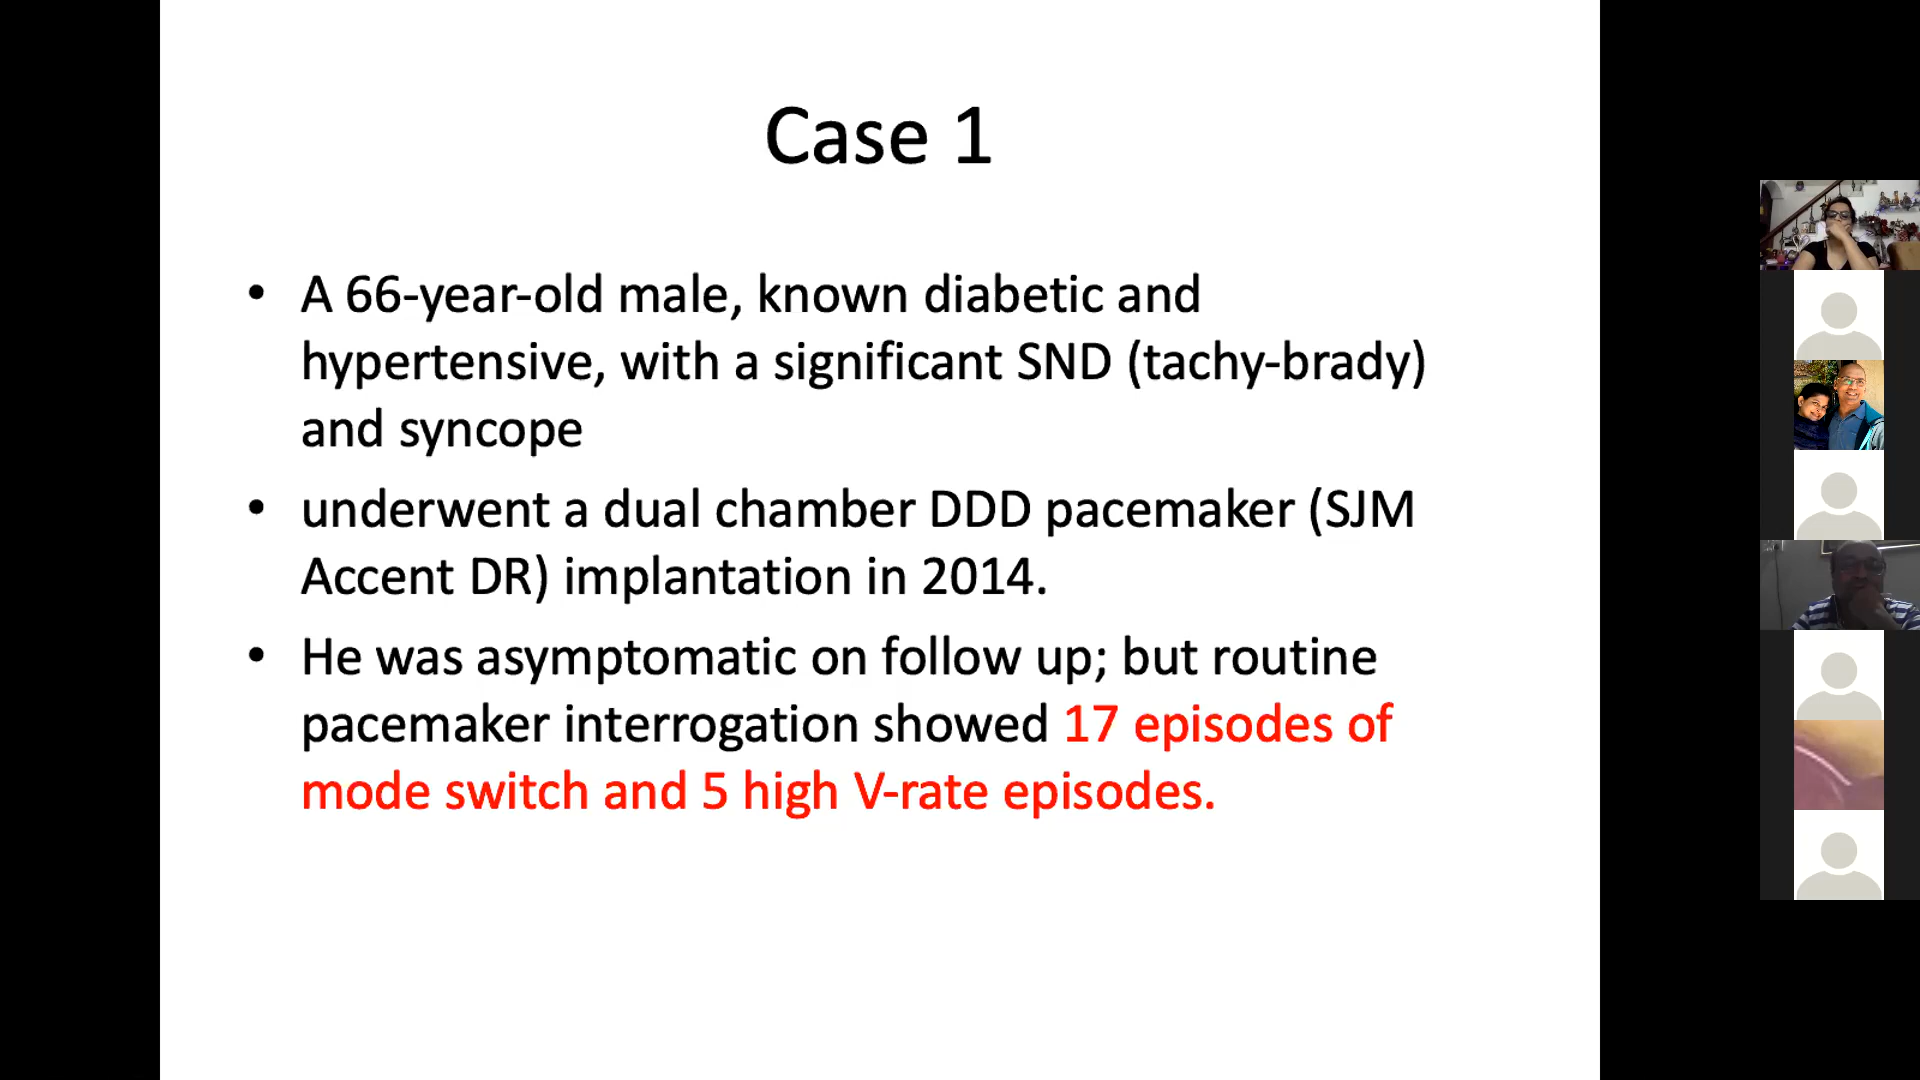 Case 1
• A 66-year-old male, known diabetic and
hypertensive, with a significant SND (tachy-brady)
and syncope
• underwent a dual chamber DDD pacemaker (SJM
Accent DR) implantation in 2014.
• He was asymptomatic on follow up; but routine
pacemaker interrogation showed 17 episodes of
mode switch and 5 high V-rate episodes.